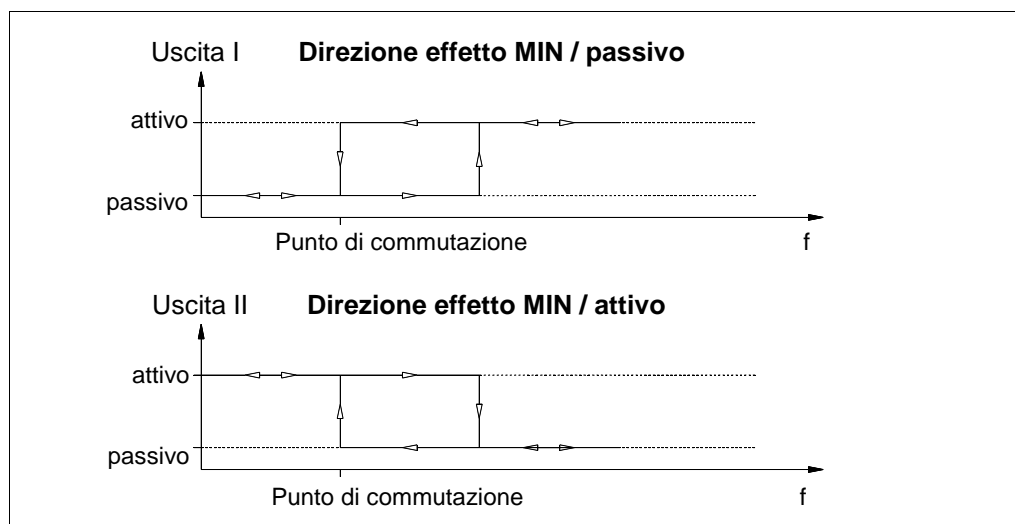 Uscita I Direzione effetto MIN / passivo
attivo
passivo
Punto di commutazione f
Uscita II Direzione effetto MIN / attivo
attivo
passivo
Punto di commutazione f